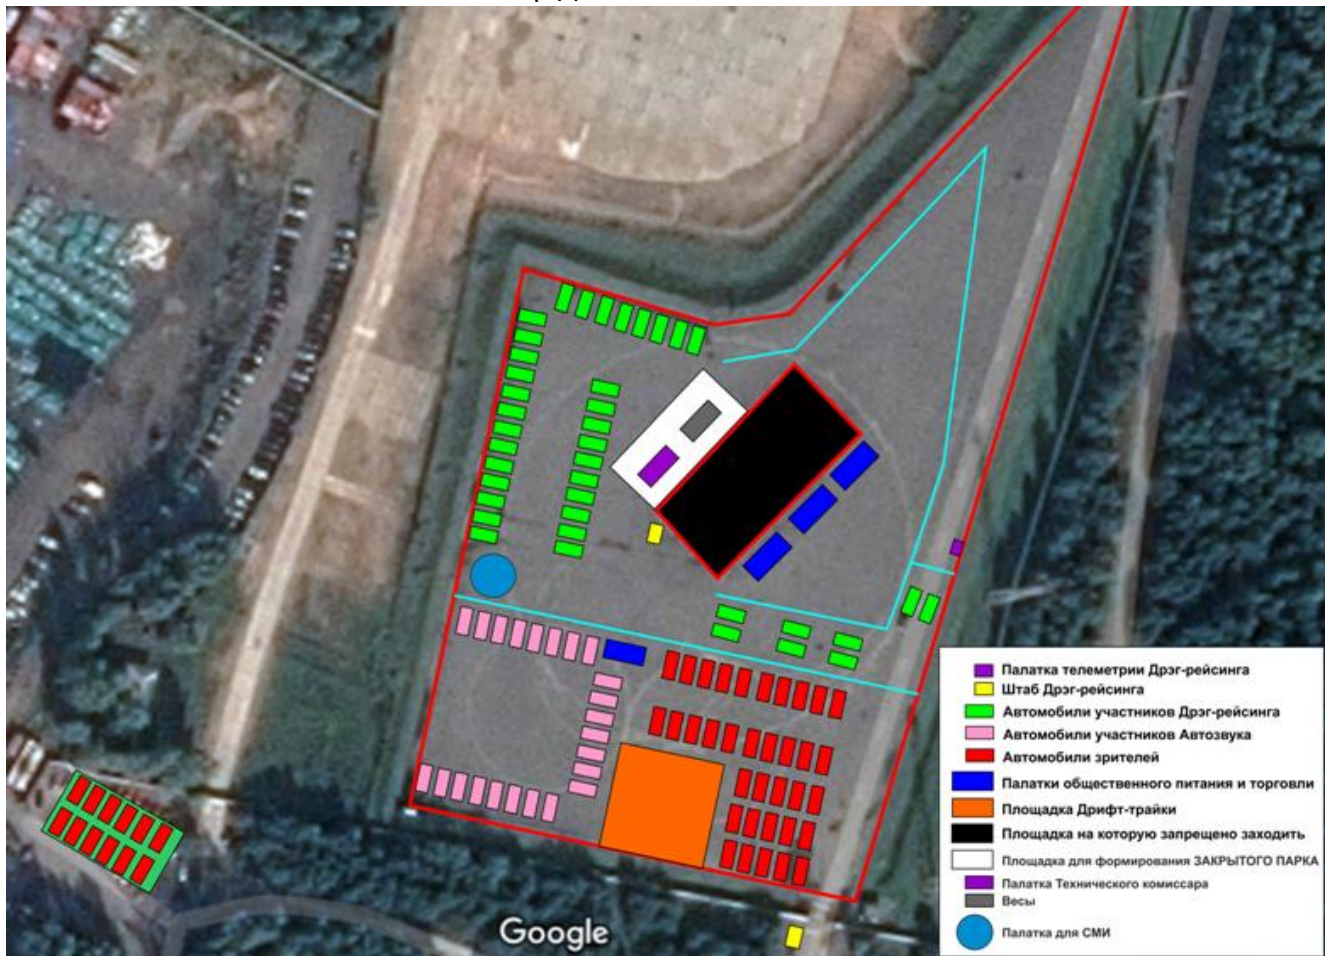 Палатка телеметрии Дрэг-рейсинга
Штаб Дрэг-рейсинга
Автомобили участников Дрэг-рейсинга
Автомобили участников Автозвука
Автомобили зрителей
Палатки общественного питания и торговли
Площадка Дрифт-трайки
Площадка на которую запрещено заходить
Площадка для формирования ЗАКРЫТОГО ПАРКА
Палатка Технического комиссара
Весы
Палатка для СМИ
Google